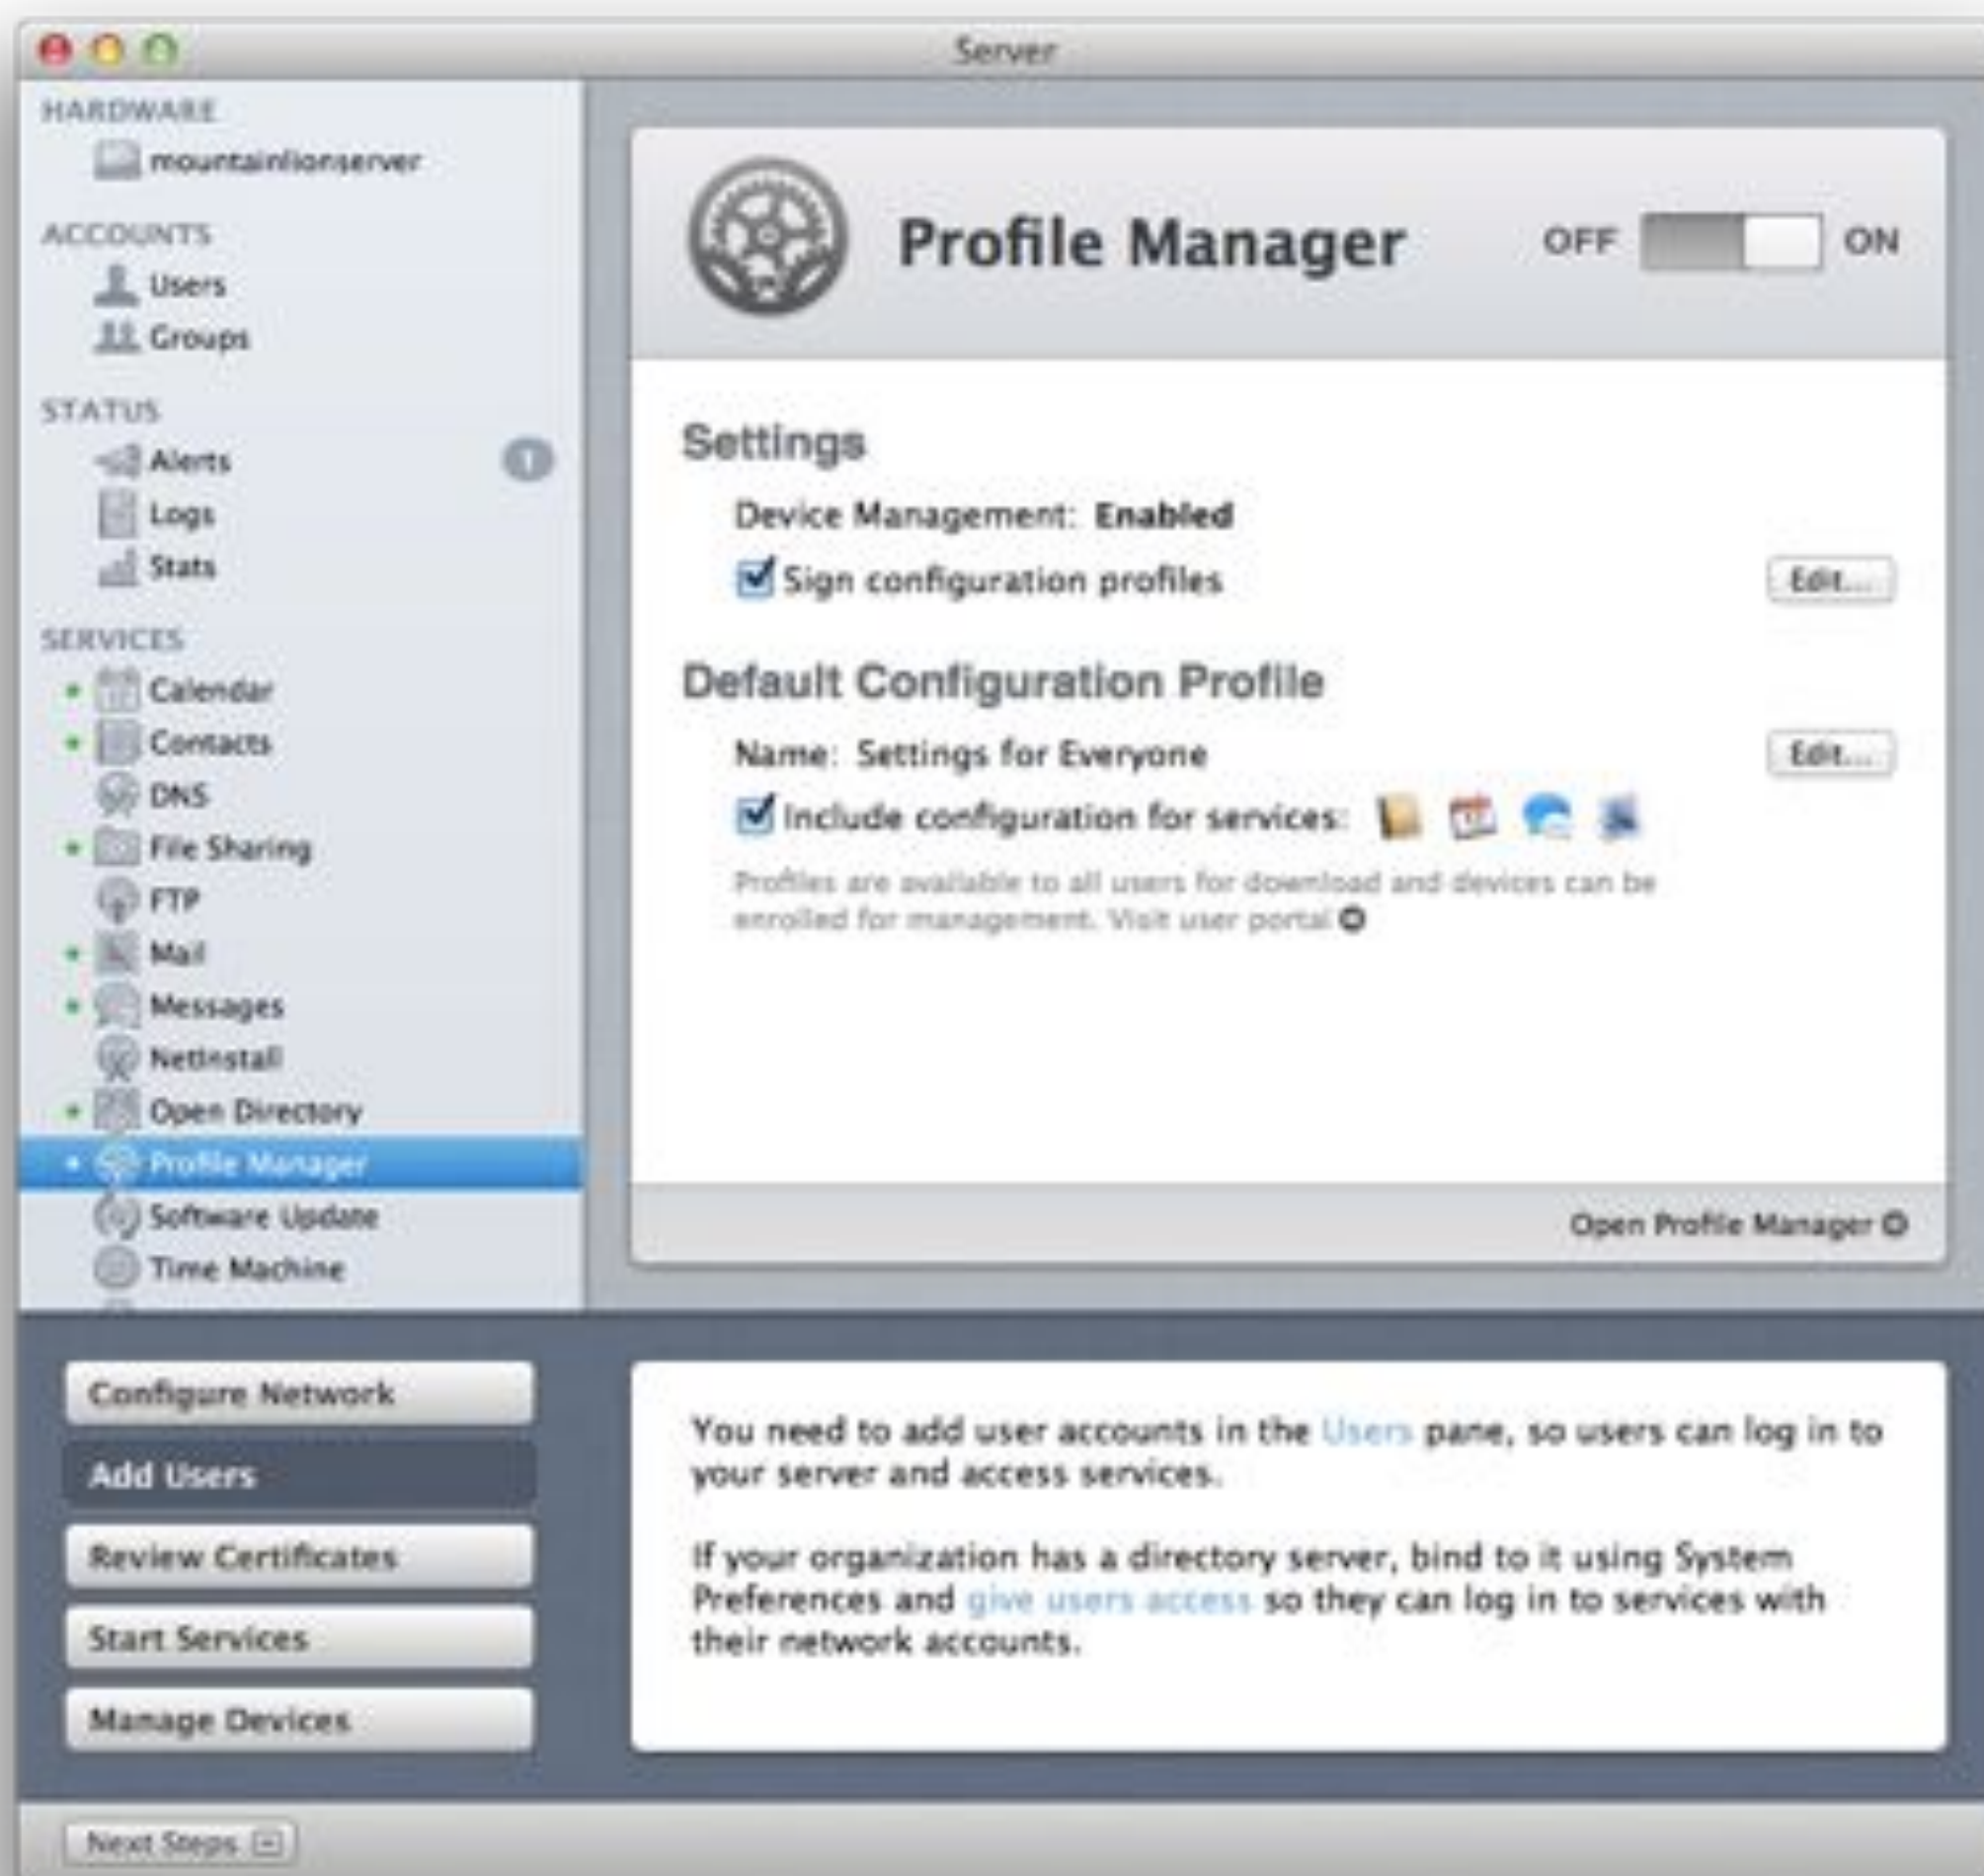 Server
HARDWARE
mountainlionserver
ACCOUNTS
Users
Groups
STATUS
Alerts
1
Logs
Stats
SERVICES
Calendar
Contacts
DNS
File Sharing
FTP
Mail
Messages
NetInstall
Open Directory
Profile Manager
Software Update
Time Machine
Profile Manager
OFF
ON
Settings
Device Management: Enabled
Sign configuration profiles
Edit...
Default Configuration Profile
Name: Settings for Everyone
Edit...
Include configuration for services:
Profiles are available to all users for download and devices can be
enrolled for management. Visit user portal
Open Profile Manager
Configure Network
Add Users
Review Certificates
Start Services
Manage Devices
You need to add user accounts in the Users pane, so users can log in to
your server and access services.
If your organization has a directory server, bind to it using System
Preferences and give users access so they can log in to services with
their network accounts.
Next Steps